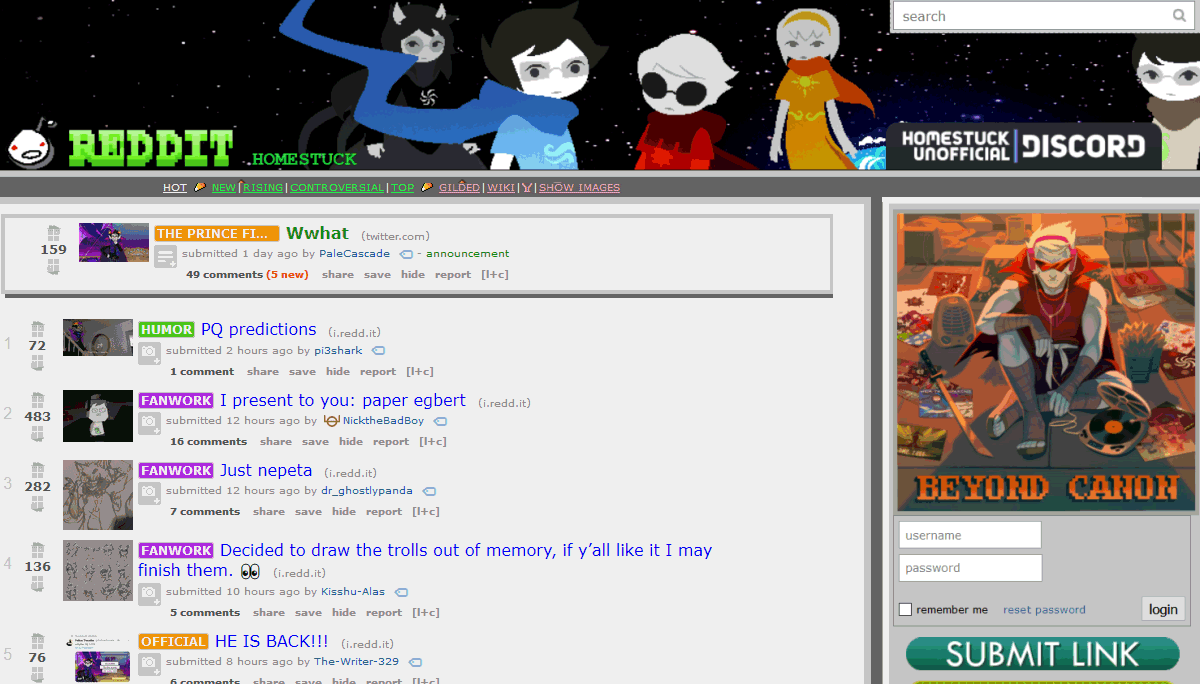 search
REDDIT HOMESTUCK
HOMESTUCK UNOFFICIAL | DISCORD
HOT NEW | RISING | CONTROVERSIAL | TOP GILDED | WIKI | | SHOW IMAGES
159
THE PRINCE FI... Wwhat (twitter.com)
submitted 1 day ago by PaleCascade - announcement
49 comments (5 new) share save hide report [l+c]
1
72
HUMOR PQ predictions (i.redd.it)
submitted 2 hours ago by pi3shark
1 comment share save hide report [l+c]
2
483
FANWORK I present to you: paper egbert (i.redd.it)
submitted 12 hours ago by NicktheBadBoy
16 comments share save hide report [l+c]
3
282
FANWORK Just nepeta (i.redd.it)
submitted 12 hours ago by dr_ghostlypanda
7 comments share save hide report [l+c]
4
136
FANWORK Decided to draw the trolls out of memory, if y’all like it I may
finish them. 👀 (i.redd.it)
submitted 10 hours ago by Kisshu-Alas
5 comments share save hide report [l+c]
5
76
OFFICIAL HE IS BACK!!! (i.redd.it)
submitted 8 hours ago by The-Writer-329
6 comments share save hide report [l+c]
BEYOND CANON
username
password
remember me reset password login
SUBMIT LINK